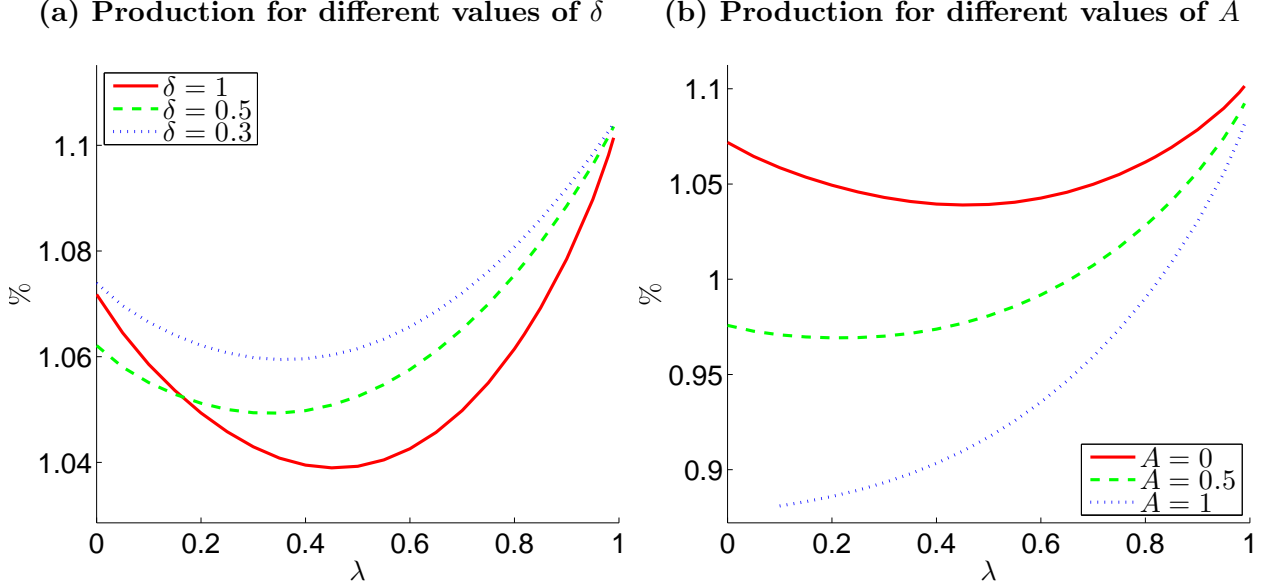 (a) Production for different values of δ
1.1
1.08
1.06
1.04
%
δ = 1
δ = 0.5
δ = 0.3
0 0.2 0.4 0.6 0.8 1
λ
(b) Production for different values of A
1.1
1.05
1
0.95
0.9
%
A = 0
A = 0.5
A = 1
0 0.2 0.4 0.6 0.8 1
λ